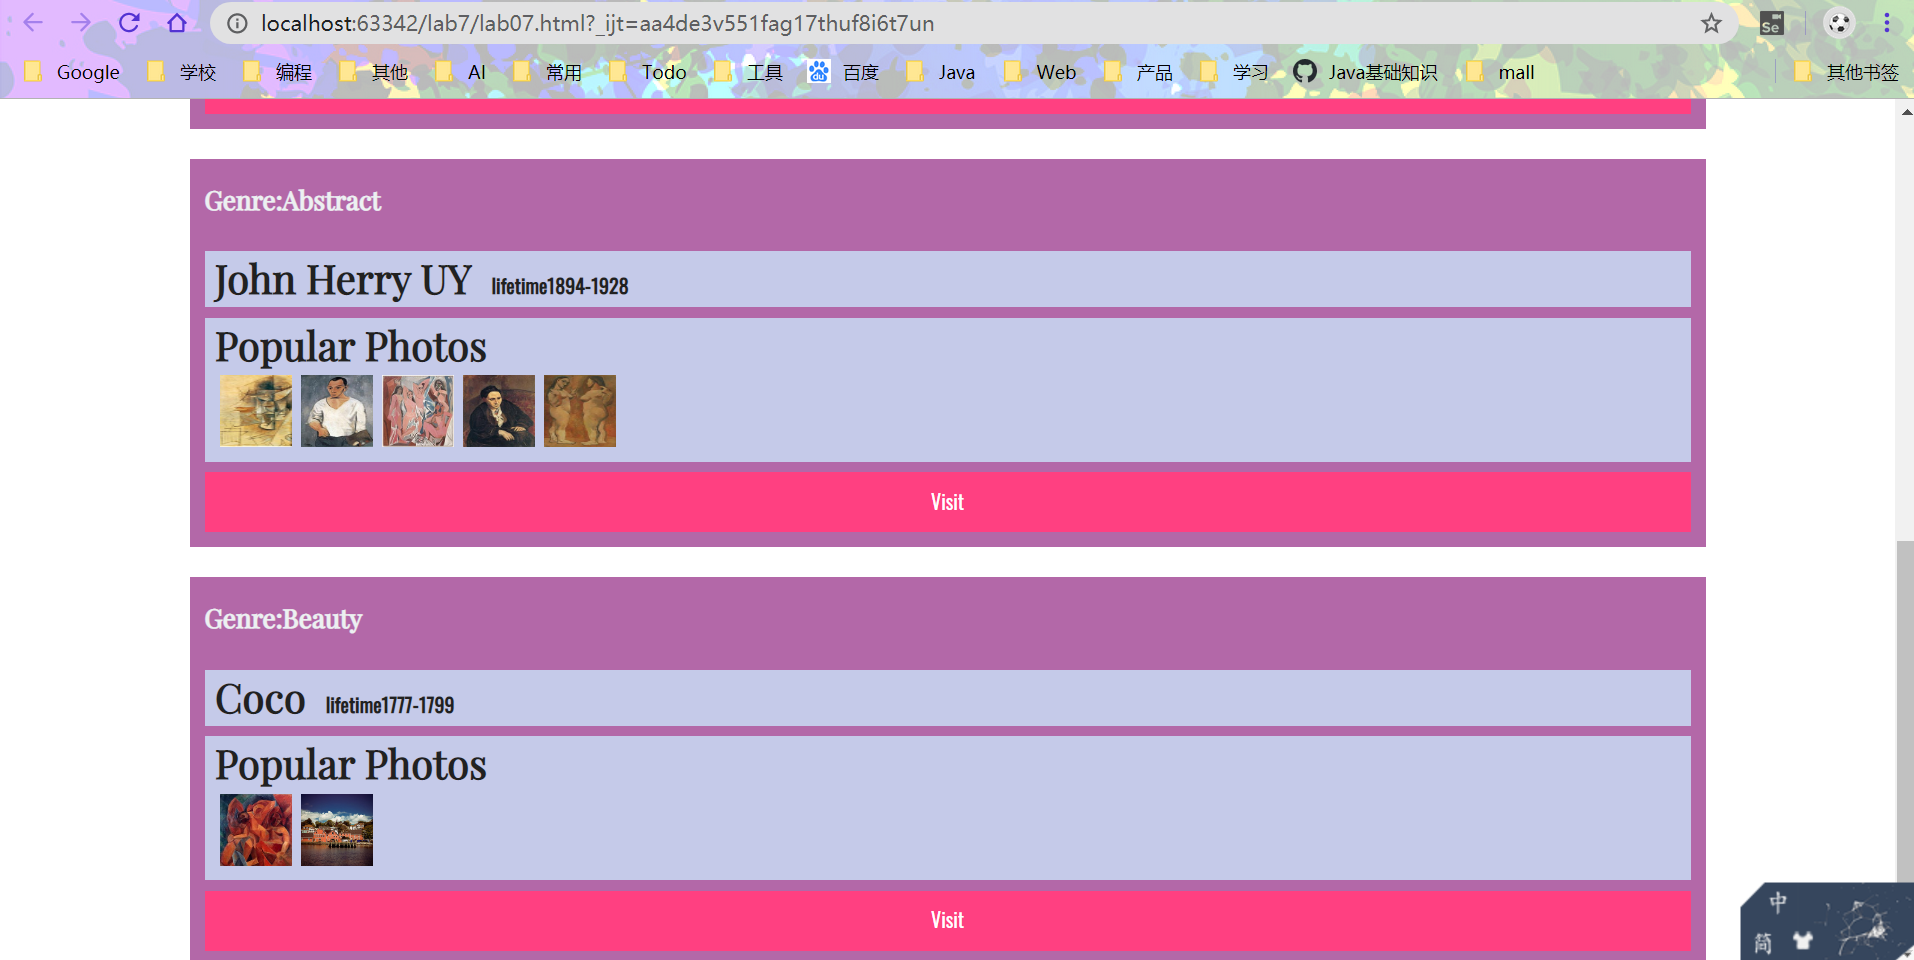 localhost:63342/lab7/lab07.html?_ijt=aa4de3v551fag17thuf8i6t7un
Se
Google 学校 编程 其他 AI 常用 Todo 工具 du 百度 Java Web 产品 学习 Java基础知识 mall 其他书签
Genre:Abstract
John Herry UY lifetime1894-1928
Popular Photos
Visit
Genre:Beauty
Coco lifetime1777-1799
Popular Photos
Visit
中
简